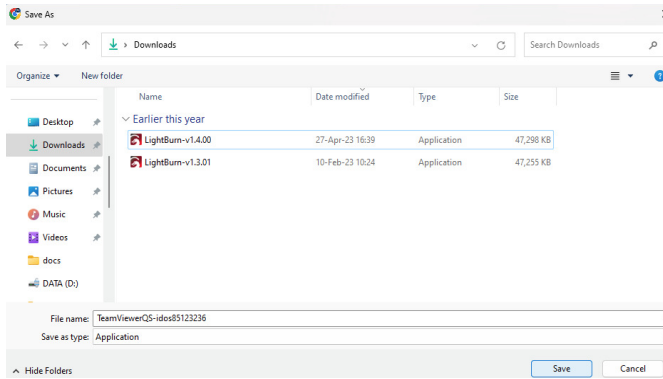 Save As
Downloads
Search Downloads
Organize
New folder
Name Date modified Type Size
Earlier this year
LightBurn-v1.4.00 27-Apr-23 16:39 Application 47,298 KB
LightBurn-v1.3.01 10-Feb-23 10:24 Application 47,255 KB
Desktop
Downloads
Documents
Pictures
Music
Videos
docs
DATA (D:)
File name: TeamViewerQS-idos85123236
Save as type: Application
Hide Folders
Save
Cancel